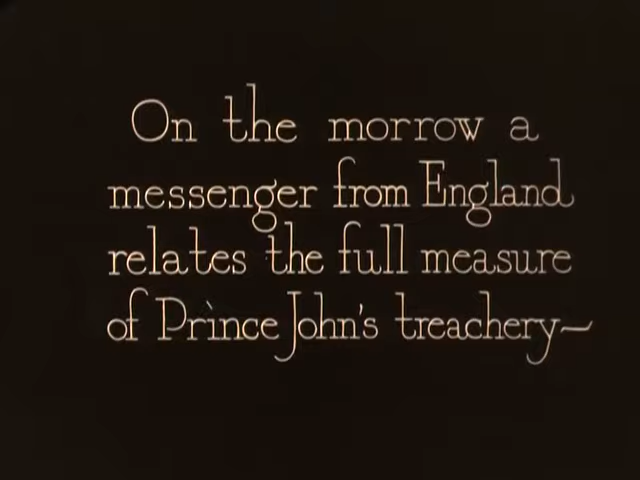 On the morrow a
messenger from England
relates the full measure
of Prince John's treachery—